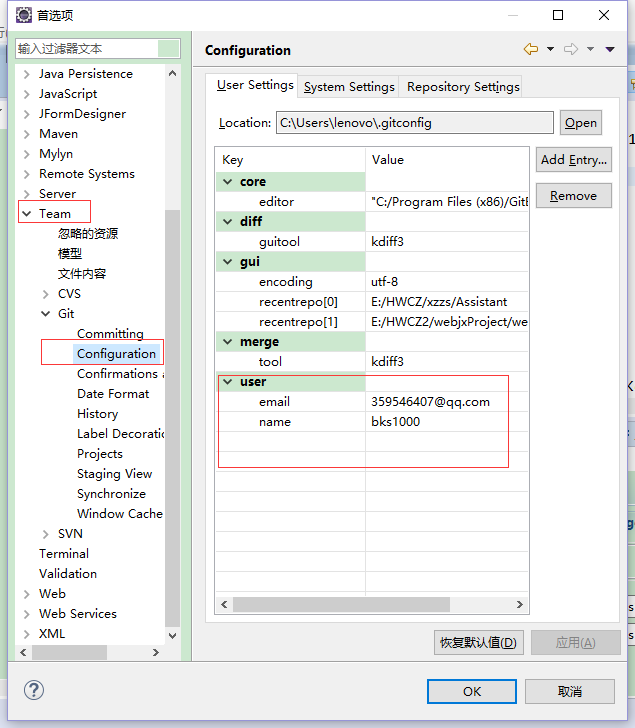 首选项
输入过滤器文本
Java Persistence
JavaScript
JFormDesigner
Maven
Mylyn
Remote Systems
Server
Team
忽略的资源
模型
文件内容
CVS
Git
Committing
Configuration
Confirmations a
Date Format
History
Label Decoratio
Projects
Staging View
Synchronize
Window Cache
SVN
Terminal
Validation
Web
Web Services
XML
Configuration
User Settings System Settings Repository Settings
Location: C:\Users\lenovo\.gitconfig Open
Key Value Add Entry...
core
editor "C:/Program Files (x86)/GitE
Remove
diff
guitool kdiff3
gui
encoding utf-8
recentrepo[0] E:/HWCZ/xzzs/Assistant
recentrepo[1] E:/HWCZ2/webjxProject/we
merge
tool kdiff3
user
email 359546407@qq.com
name bks1000
恢复默认值(D) 应用(A)
OK 取消